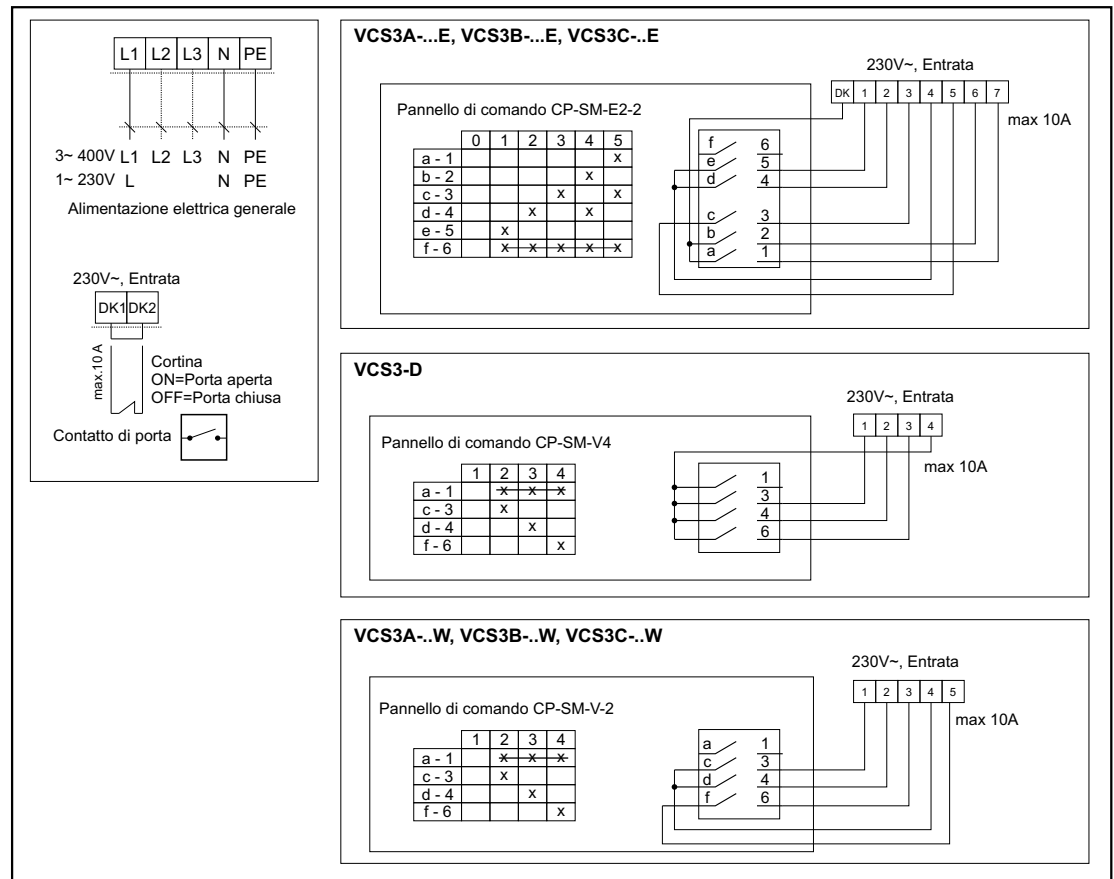 L1 L2 L3 N PE
3~ 400V L1 L2 L3 N PE
1~ 230V L N PE
Alimentazione elettrica generale
230V~, Entrata
DK1 DK2
max.10 A
Cortina
ON=Porta aperta
OFF=Porta chiusa
Contatto di porta
VCS3A-...E, VCS3B-...E, VCS3C-..E
230V~, Entrata
DK 1 2 3 4 5 6 7
max 10A
Pannello di comando CP-SM-E2-2
0 1 2 3 4 5
a - 1 x
b - 2 x
c - 3 x x
d - 4 x x
e - 5 x
f - 6 x x x x x
f 6
e 5
d 4
c 3
b 2
a 1
VCS3-D
230V~, Entrata
1 2 3 4
max 10A
Pannello di comando CP-SM-V4
1 2 3 4
a - 1 x x x
c - 3 x
d - 4 x
f - 6 x
1
3
4
6
VCS3A-..W, VCS3B-..W, VCS3C-..W
230V~, Entrata
1 2 3 4 5
max 10A
Pannello di comando CP-SM-V-2
1 2 3 4
a - 1 x x x
c - 3 x
d - 4 x
f - 6 x
a 1
c 3
d 4
f 6